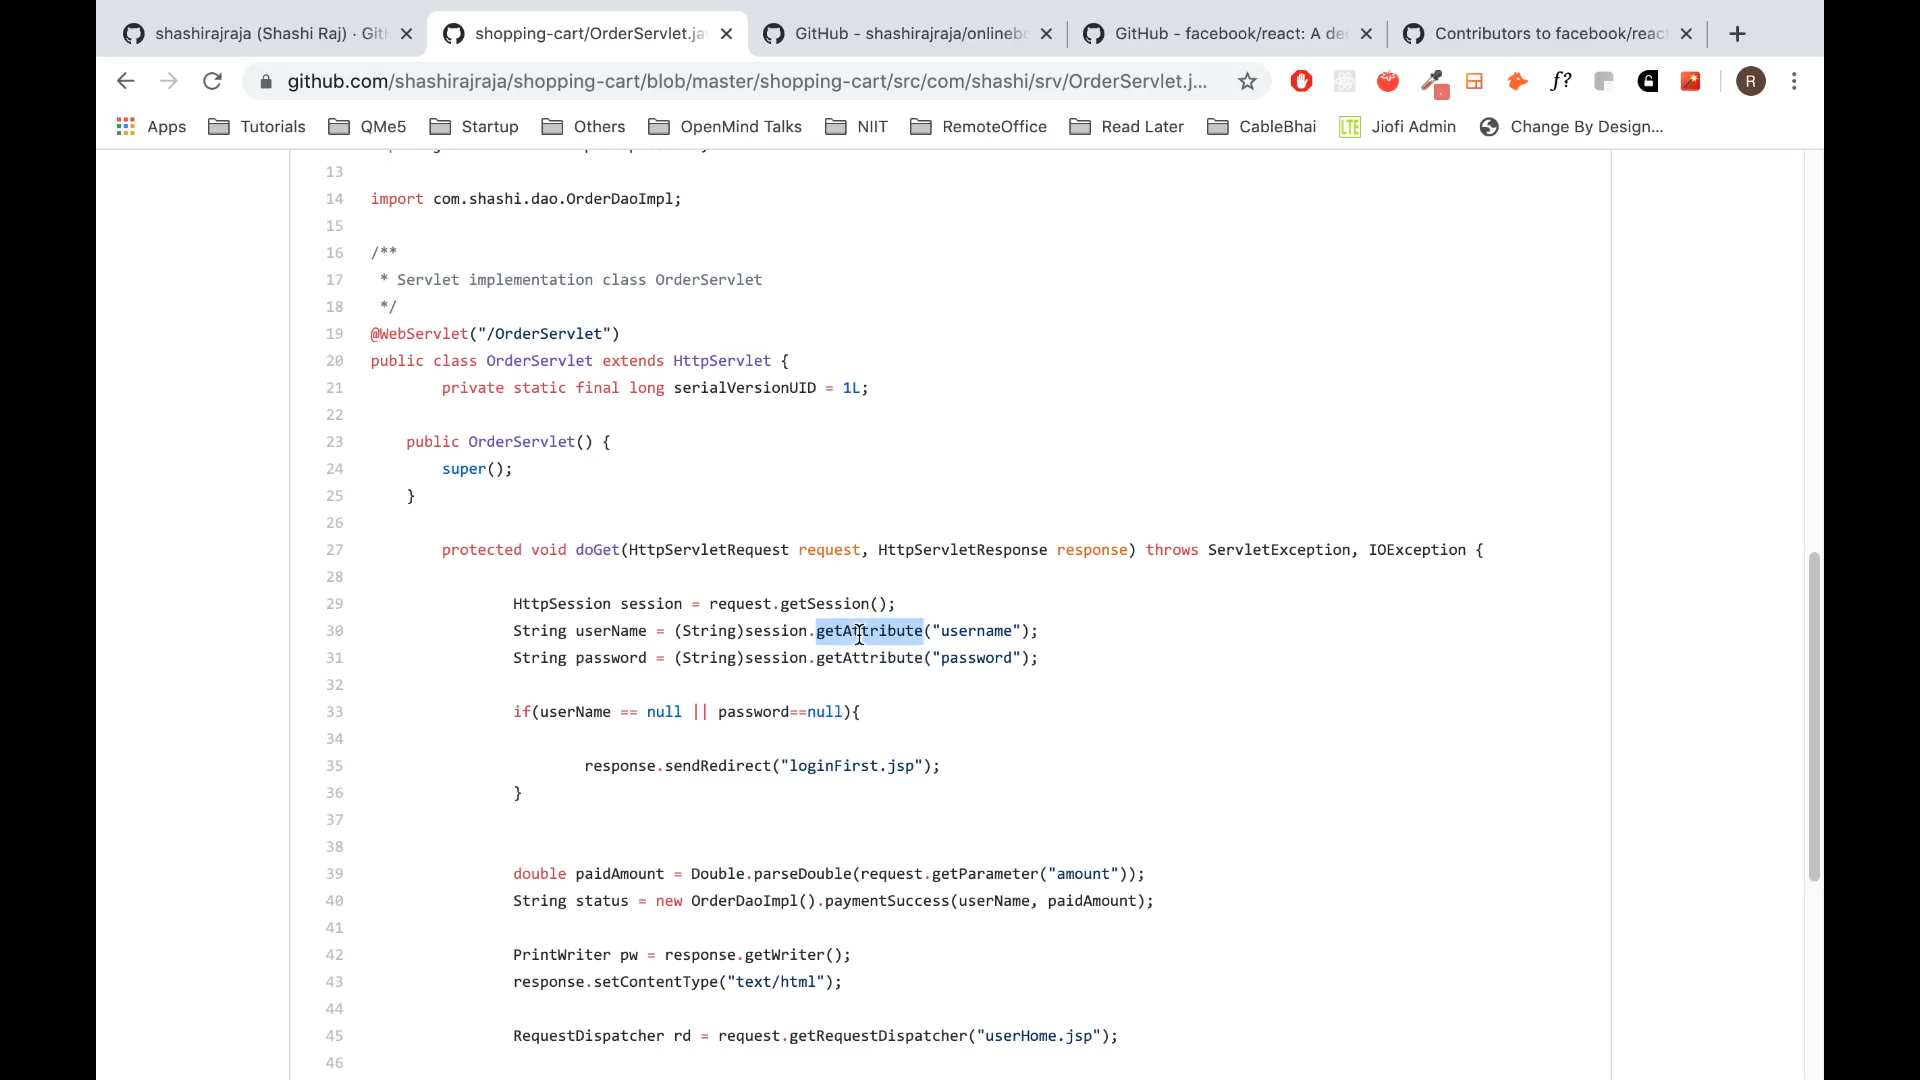 shashirajraja (Shashi Raj) · Git
shopping-cart/OrderServlet.ja
GitHub - shashirajraja/onlineb
GitHub - facebook/react: A de
Contributors to facebook/reac
github.com/shashirajraja/shopping-cart/blob/master/shopping-cart/src/com/shashi/srv/OrderServlet.j...
f?
R
Apps
Tutorials
QMe5
Startup
Others
OpenMind Talks
NIIT
RemoteOffice
Read Later
CableBhai
LTE
Jiofi Admin
Change By Design...
13
14 import com.shashi.dao.OrderDaoImpl;
15
16 /**
17 * Servlet implementation class OrderServlet
18 */
19 @WebServlet("/OrderServlet")
20 public class OrderServlet extends HttpServlet {
21 private static final long serialVersionUID = 1L;
22
23 public OrderServlet() {
24 super();
25 }
26
27 protected void doGet(HttpServletRequest request, HttpServletResponse response) throws ServletException, IOException {
28
29 HttpSession session = request.getSession();
30 String userName = (String)session.getAttribute("username");
31 String password = (String)session.getAttribute("password");
32
33 if(userName == null || password==null){
34
35 response.sendRedirect("loginFirst.jsp");
36 }
37
38
39 double paidAmount = Double.parseDouble(request.getParameter("amount"));
40 String status = new OrderDaoImpl().paymentSuccess(userName, paidAmount);
41
42 PrintWriter pw = response.getWriter();
43 response.setContentType("text/html");
44
45 RequestDispatcher rd = request.getRequestDispatcher("userHome.jsp");
46